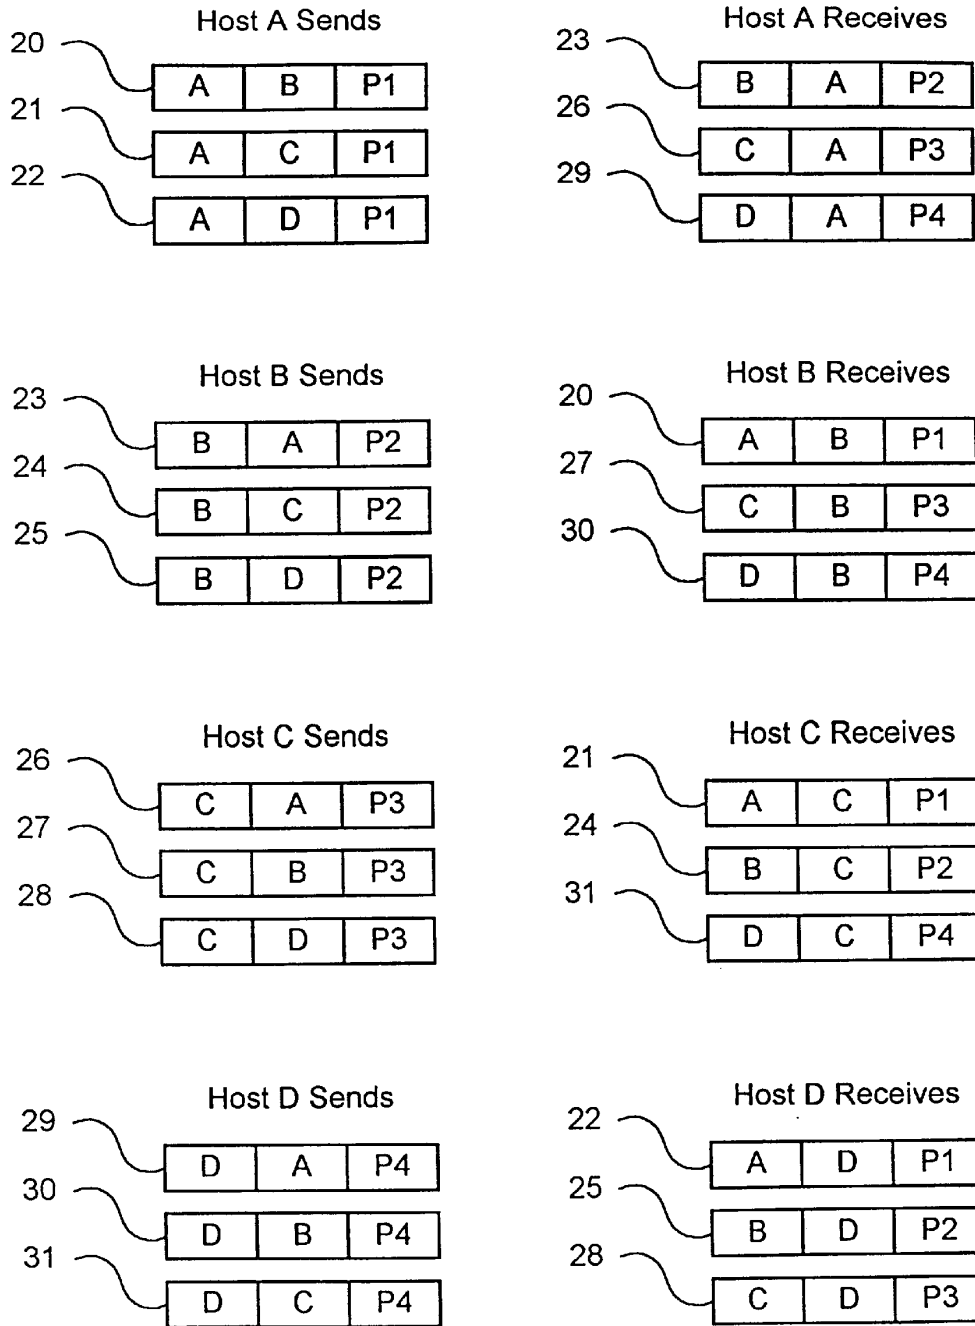 Host A Sends
20 A B P1
21 A C P1
22 A D P1
Host A Receives
23 B A P2
26 C A P3
29 D A P4
Host B Sends
23 B A P2
24 B C P2
25 B D P2
Host B Receives
20 A B P1
27 C B P3
30 D B P4
Host C Sends
26 C A P3
27 C B P3
28 C D P3
Host C Receives
21 A C P1
24 B C P2
31 D C P4
Host D Sends
29 D A P4
30 D B P4
31 D C P4
Host D Receives
22 A D P1
25 B D P2
28 C D P3